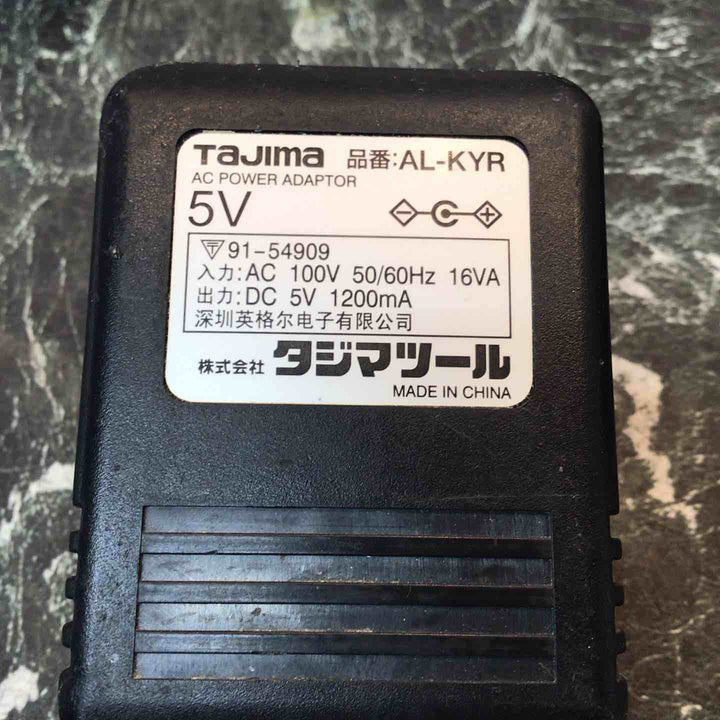 TaJima 品番:AL-KYR
AC POWER ADAPTOR
5V
91-54909
入力:AC 100V 50/60Hz 16VA
出力:DC 5V 1200mA
深圳英格尔电子有限公司
株式会社 タジマツール
MADE IN CHINA